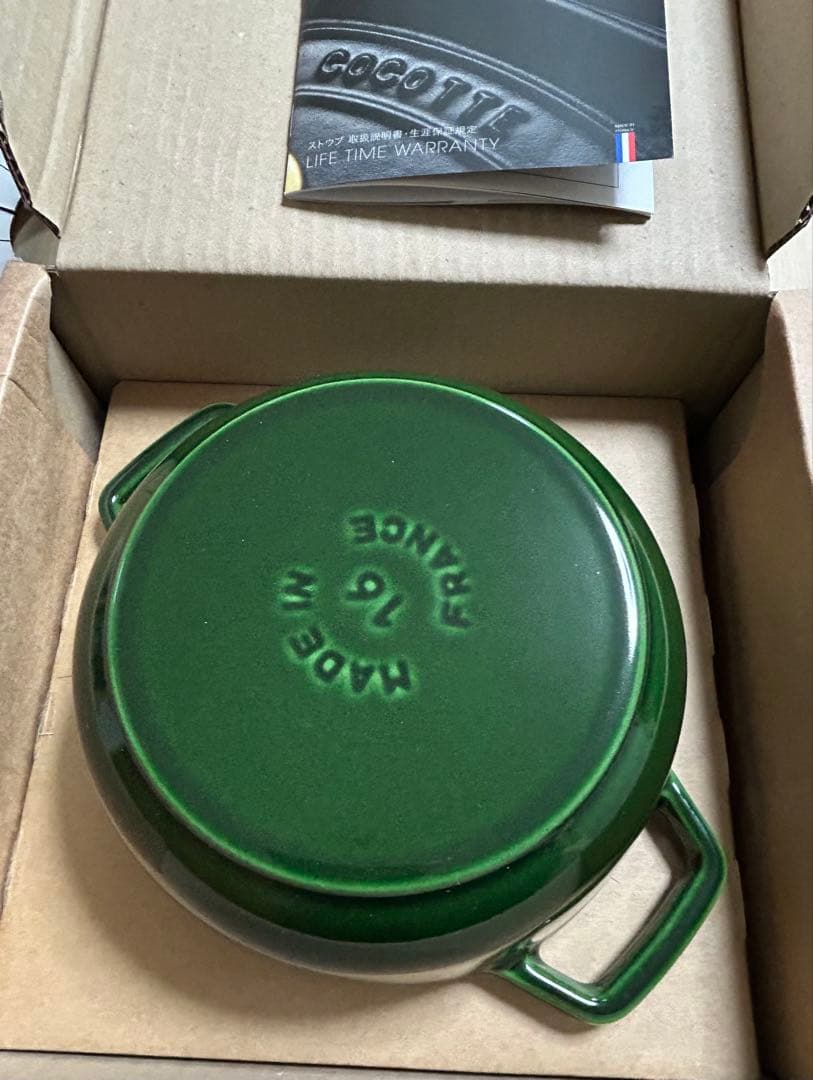 COCOTTE
ストウブ 取扱説明書・生涯保証規定
LIFE TIME WARRANTY
MADE IN
16
FRANCE